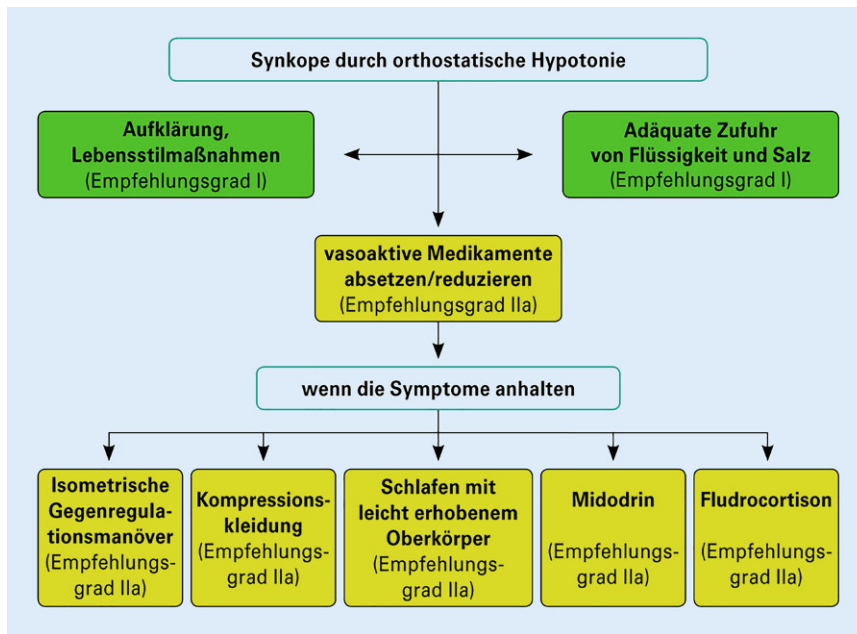 Synkope durch orthostatische Hypotonie
Aufklärung,
Lebensstilmaßnahmen
(Empfehlungsgrad I)
Adäquate Zufuhr
von Flüssigkeit und Salz
(Empfehlungsgrad I)
vasoaktive Medikamente
absetzen/reduzieren
(Empfehlungsgrad IIa)
wenn die Symptome anhalten
Isometrische
Gegenregula-
tionsmanöver
(Empfehlungs-
grad IIa)
Kompressions-
kleidung
(Empfehlungs-
grad IIa)
Schlafen mit
leicht erhobenem
Oberkörper
(Empfehlungs-
grad IIa)
Midodrin
(Empfehlungs-
grad IIa)
Fludrocortison
(Empfehlungs-
grad IIa)